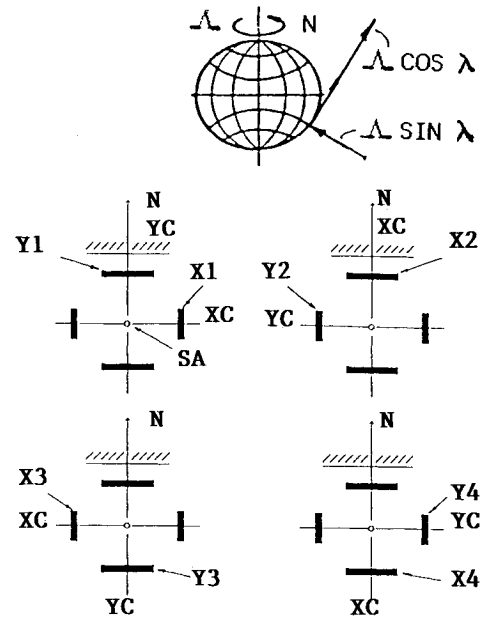 Ʌ N
Ʌ COS λ
Ʌ SIN λ
N
YC
Y1
X1
XC
SA
N
XC
X2
Y2
YC
N
X3
XC
Y3
YC
N
Y4
YC
X4
XC